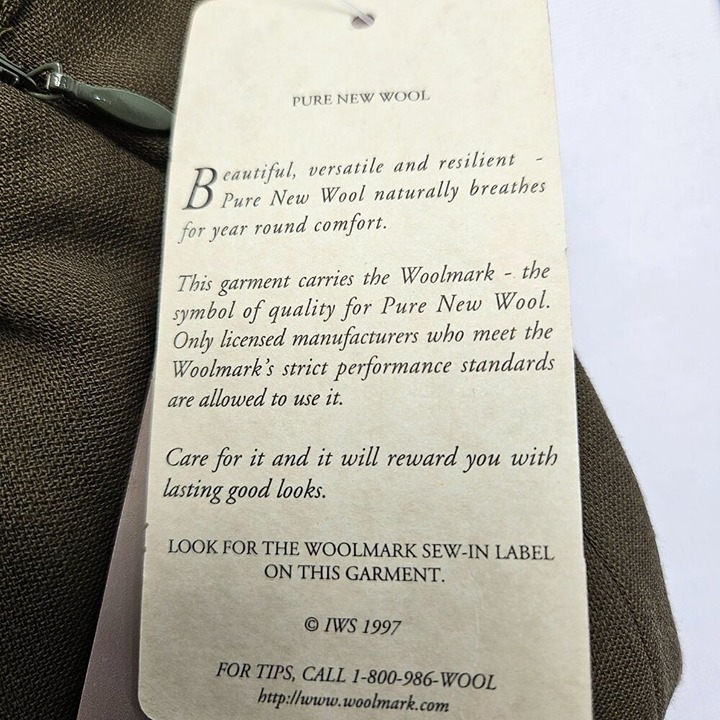 PURE NEW WOOL
Beautiful, versatile and resilient -
Pure New Wool naturally breathes
for year round comfort.
This garment carries the Woolmark - the
symbol of quality for Pure New Wool.
Only licensed manufacturers who meet the
Woolmark's strict performance standards
are allowed to use it.
Care for it and it will reward you with
lasting good looks.
LOOK FOR THE WOOLMARK SEW-IN LABEL
ON THIS GARMENT.
© IWS 1997
FOR TIPS, CALL 1-800-986-WOOL
http://www.woolmark.com